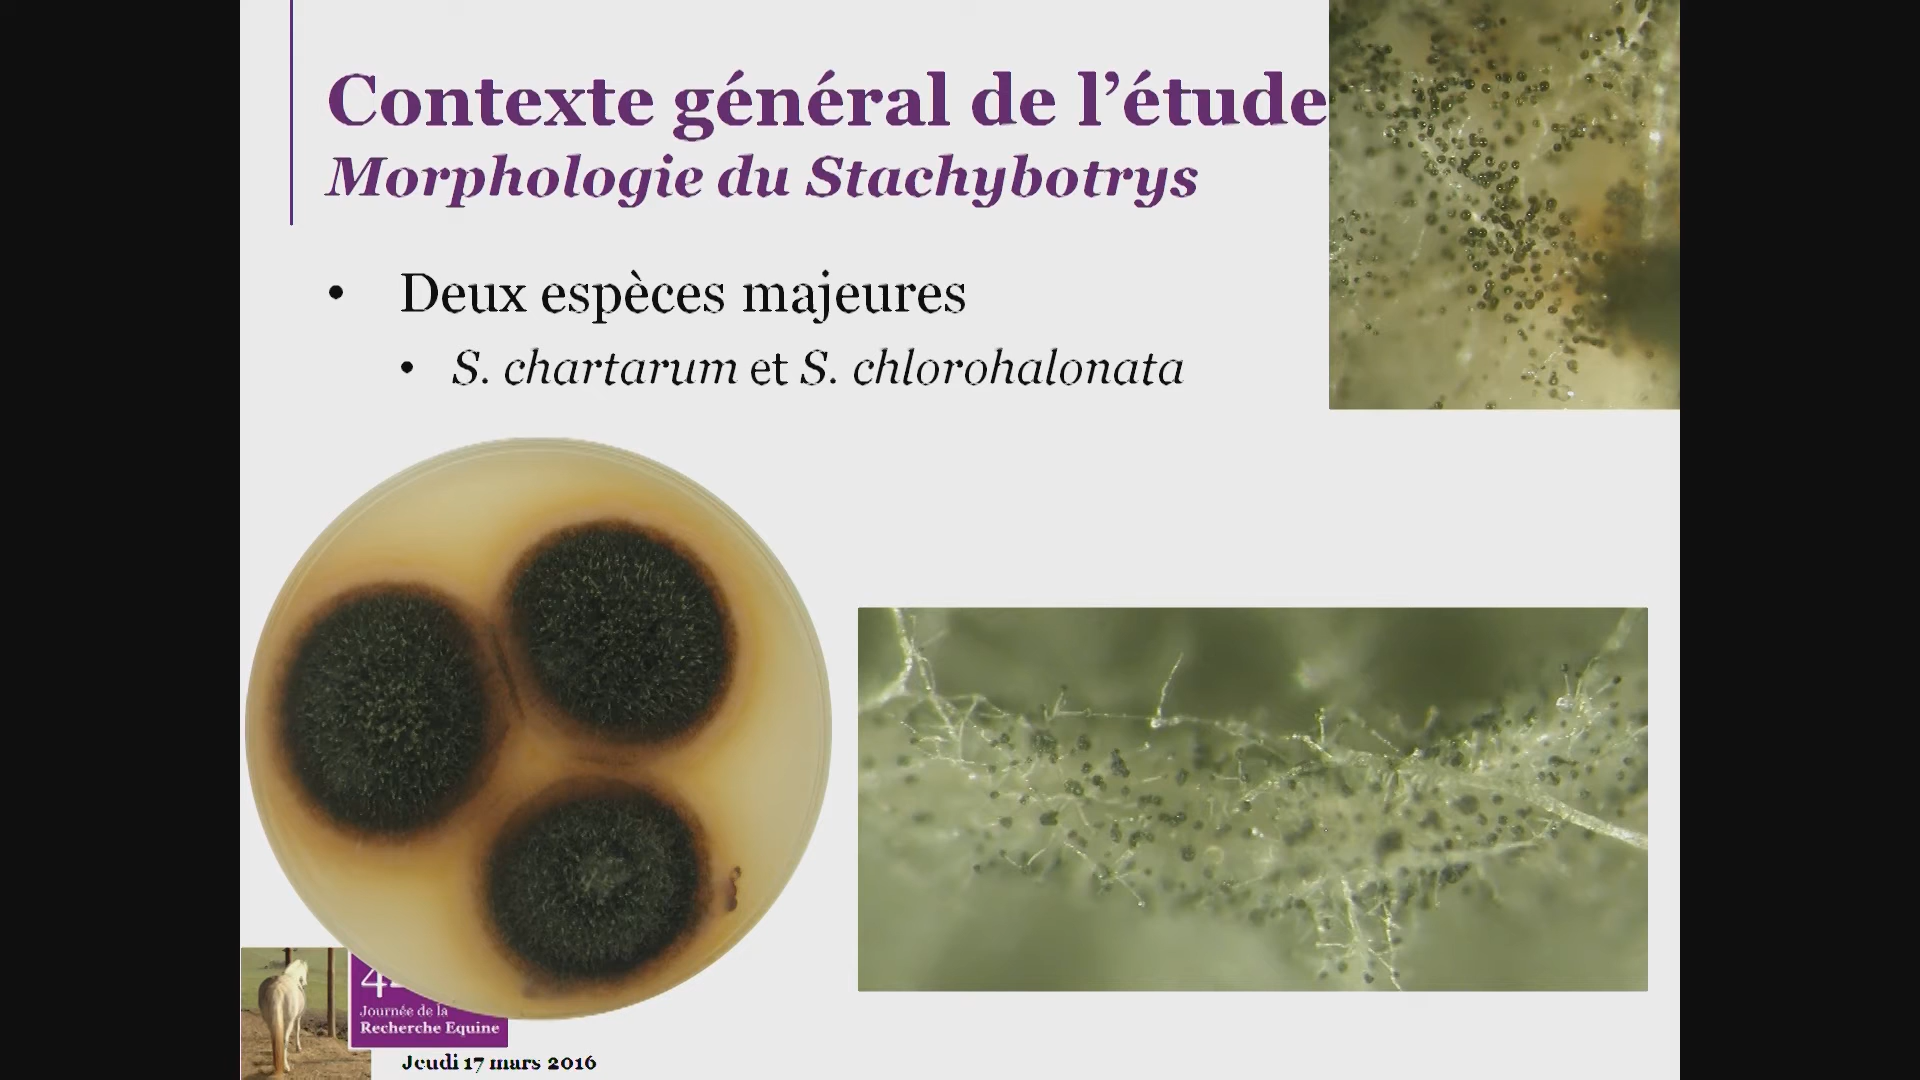 Contexte général de l’étude
Morphologie du Stachybotrys
• Deux espèces majeures
• S. chartarum et S. chlorohalonata
Journée de la
Recherche Equine
Jeudi 17 mars 2016